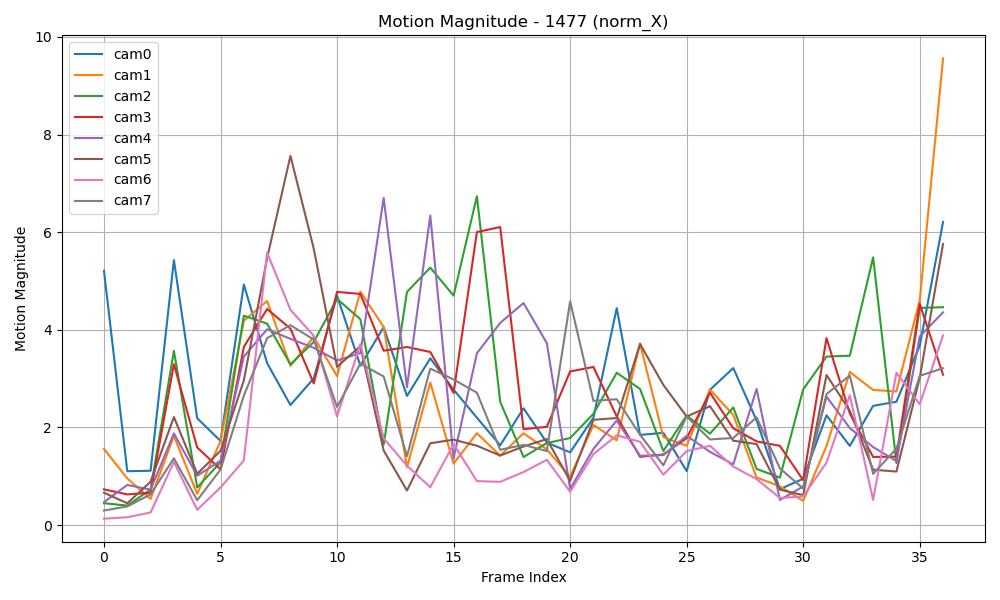 Motion Magnitude - 1477 (norm_X)
10
8
6
4
2
0
Motion Magnitude
cam0
cam1
cam2
cam3
cam4
cam5
cam6
cam7
0 5 10 15 20 25 30 35
Frame Index